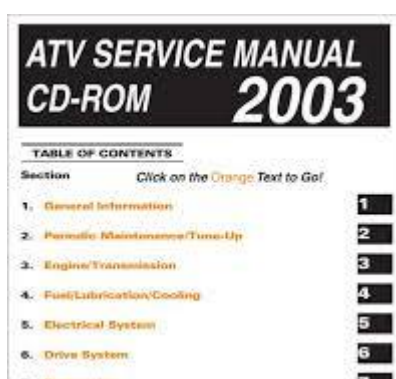 ATV SERVICE MANUAL
CD-ROM 2003
TABLE OF CONTENTS
Section Click on the Orange Text to Go!
1. General Information 1
2. Periodic Maintenance/Tune-Up 2
3. Engine/Transmission 3
4. Fuel/Lubrication/Cooling 4
5. Electrical System 5
6. Drive System 6